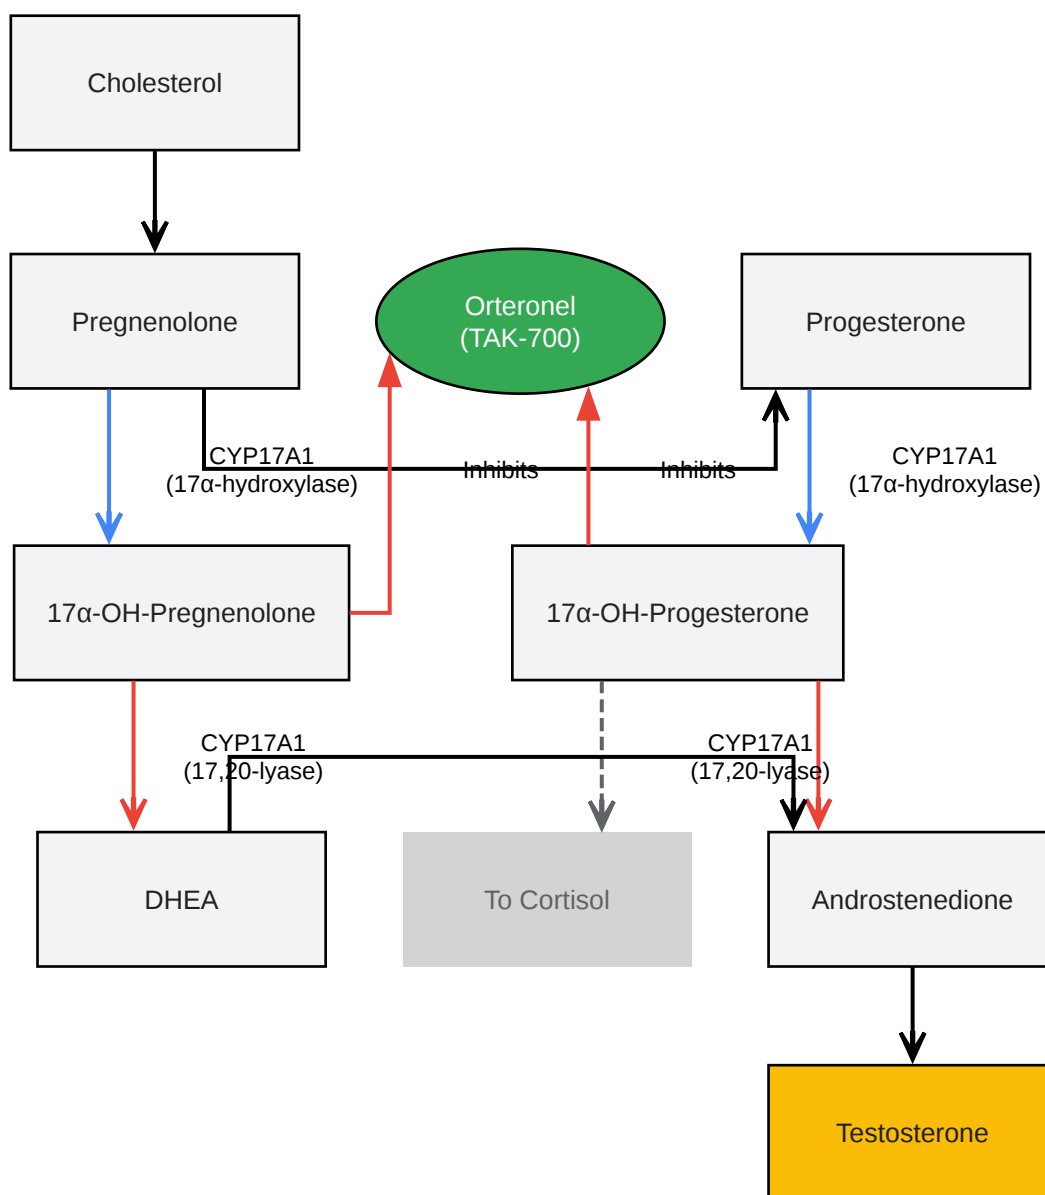 Cholesterol
Pregnenolone
Orteronel
(TAK-700)
Progesterone
CYP17A1
(17α-hydroxylase)
Inhibits
Inhibits
CYP17A1
(17α-hydroxylase)
17α-OH-Pregnenolone
17α-OH-Progesterone
CYP17A1
(17,20-lyase)
CYP17A1
(17,20-lyase)
DHEA
To Cortisol
Androstenedione
Testosterone